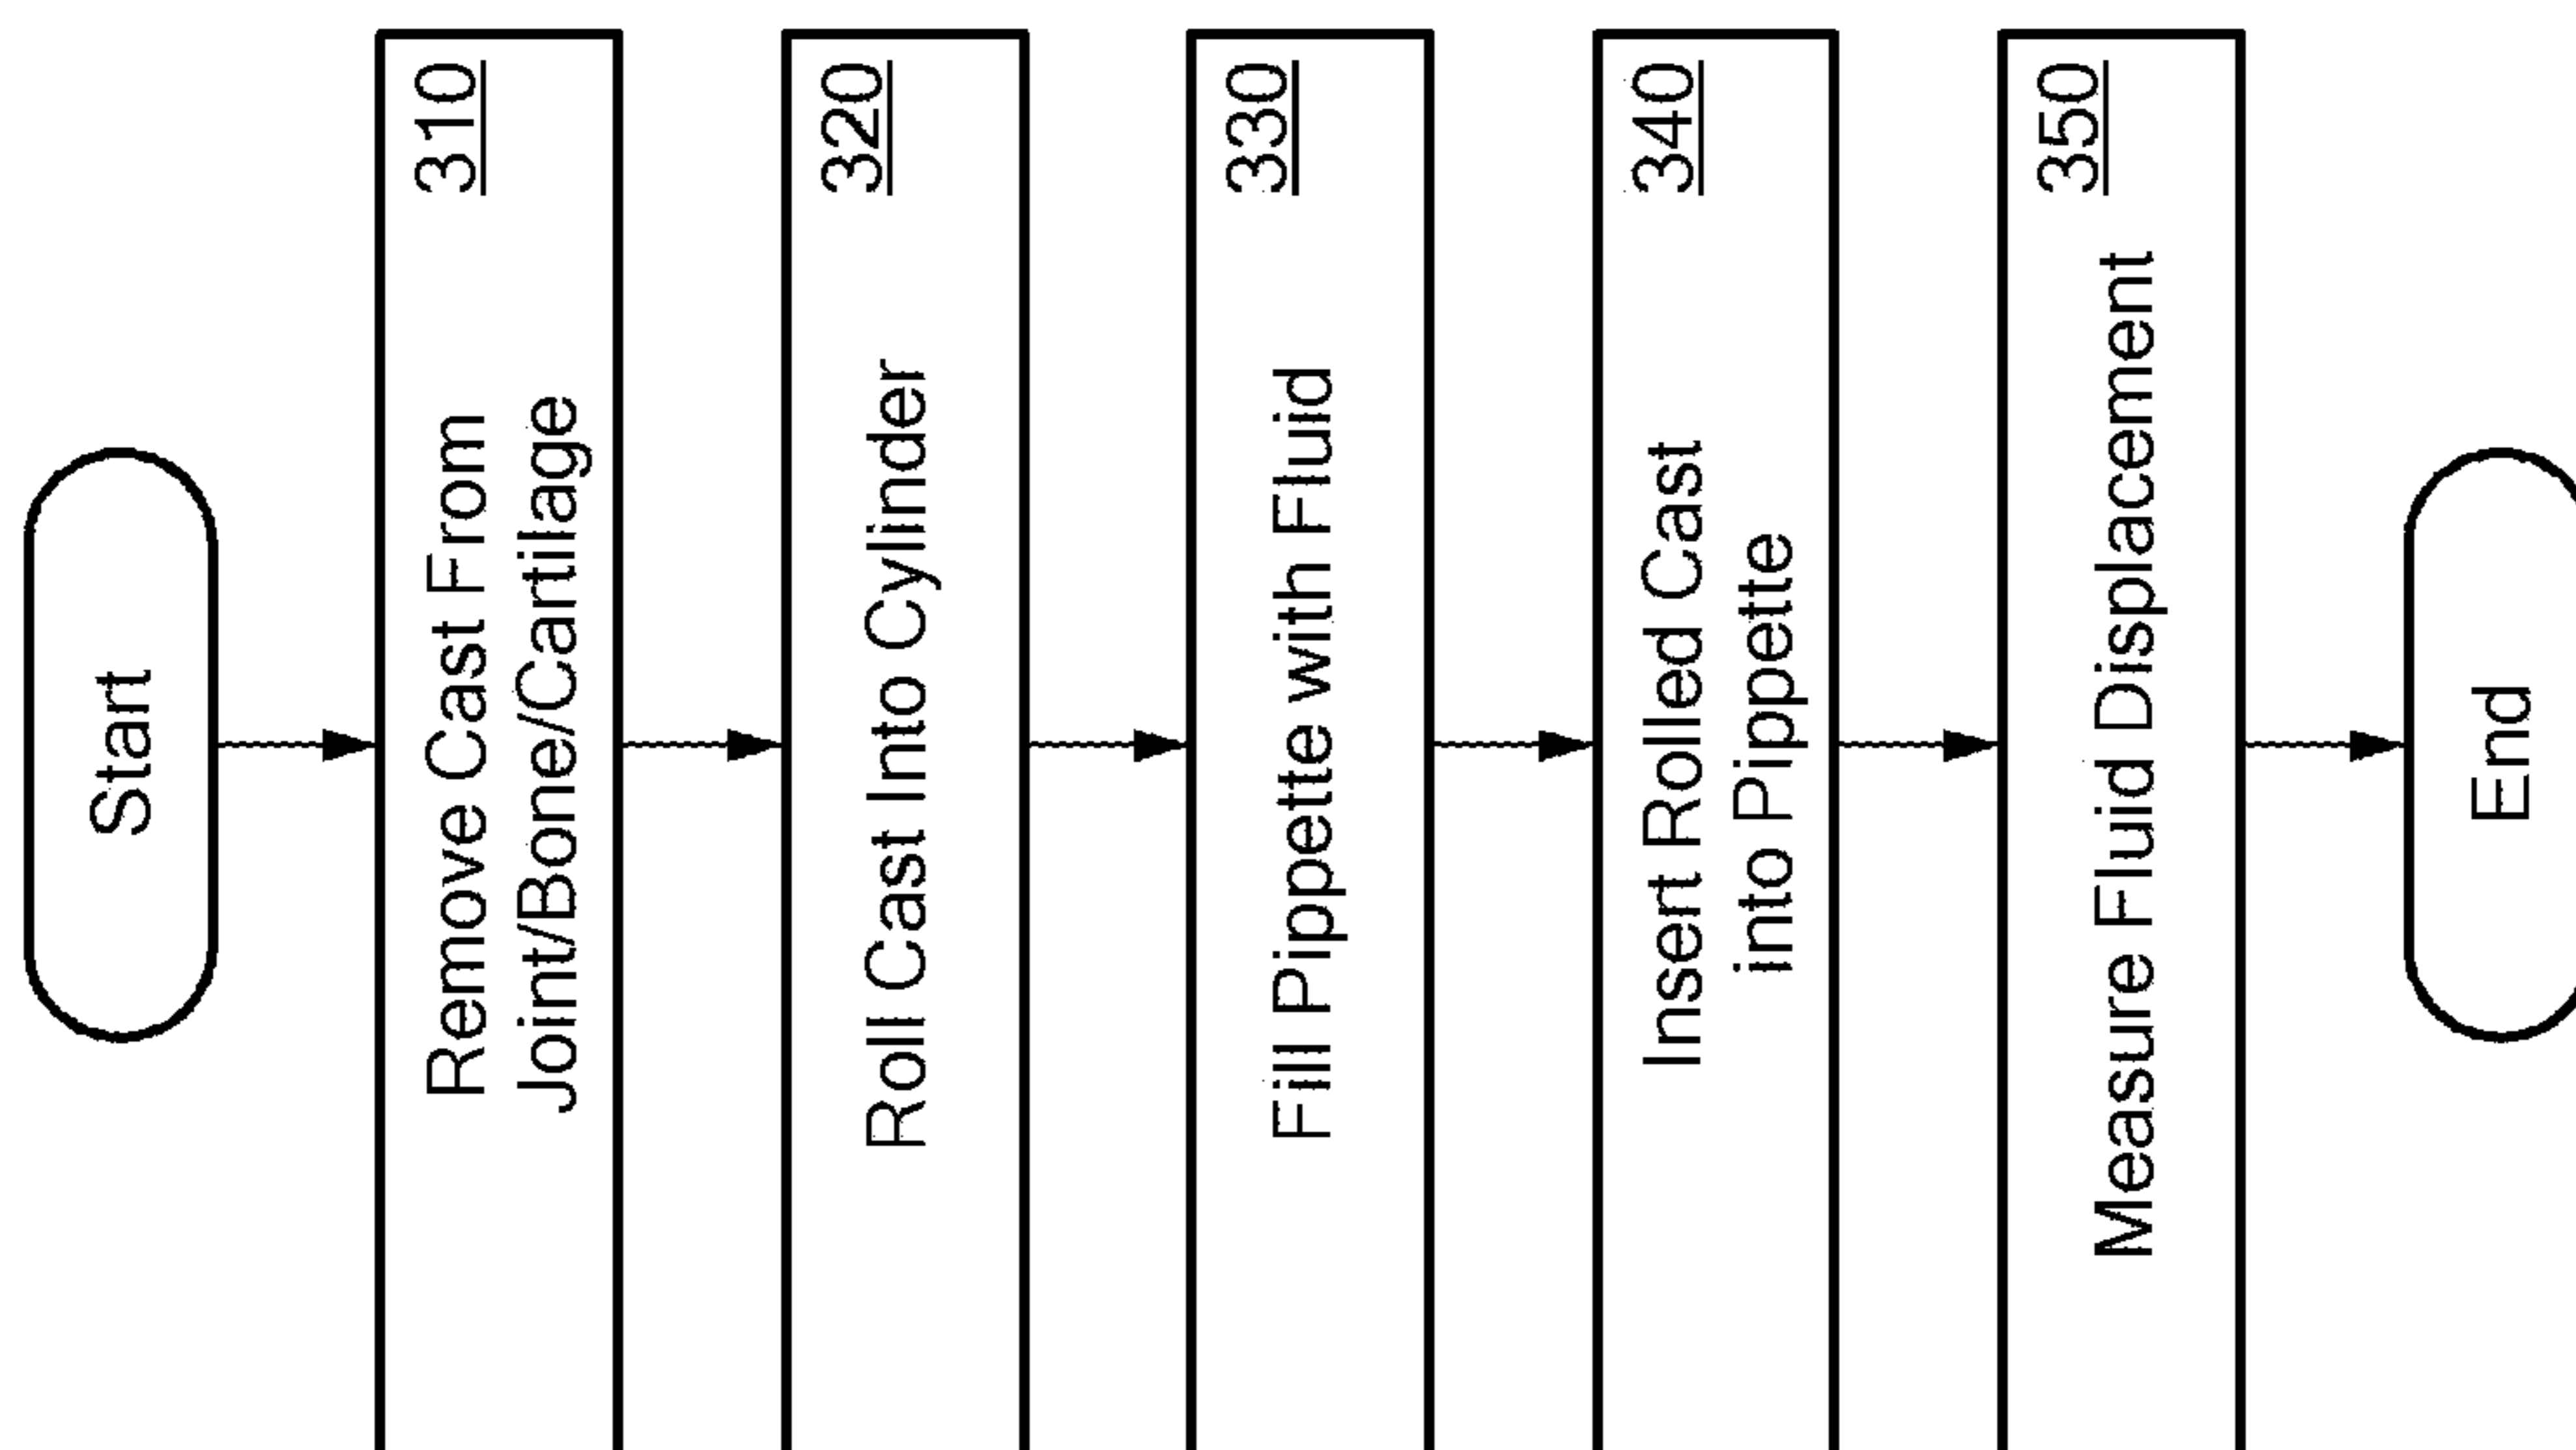 Start
310
Remove Cast From
Joint/Bone/Cartilage
320
Roll Cast Into Cylinder
330
Fill Pippette with Fluid
340
Insert Rolled Cast
into Pippette
350
Measure Fluid Displacement
End